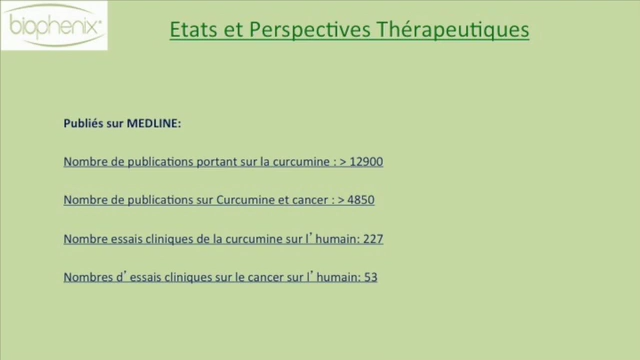 biophenix®
Etats et Perspectives Thérapeutiques
Publiés sur MEDLINE:
Nombre de publications portant sur la curcumine : > 12900
Nombre de publications sur Curcumine et cancer : > 4850
Nombre essais cliniques de la curcumine sur l’ humain: 227
Nombres d’ essais cliniques sur le cancer sur l’ humain: 53